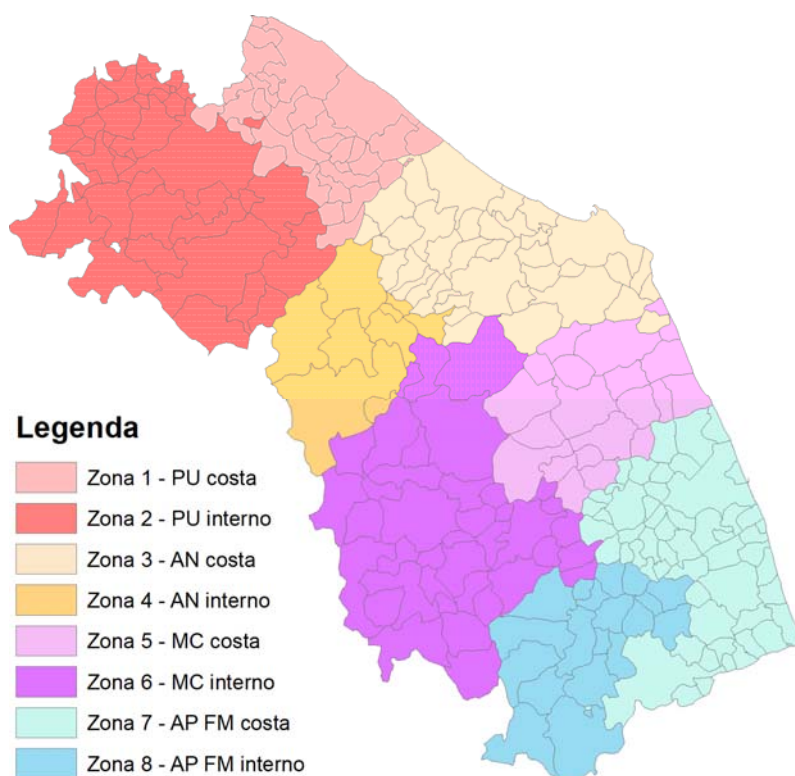 Legenda
Zona 1 - PU costa
Zona 2 - PU interno
Zona 3 - AN costa
Zona 4 - AN interno
Zona 5 - MC costa
Zona 6 - MC interno
Zona 7 - AP FM costa
Zona 8 - AP FM interno